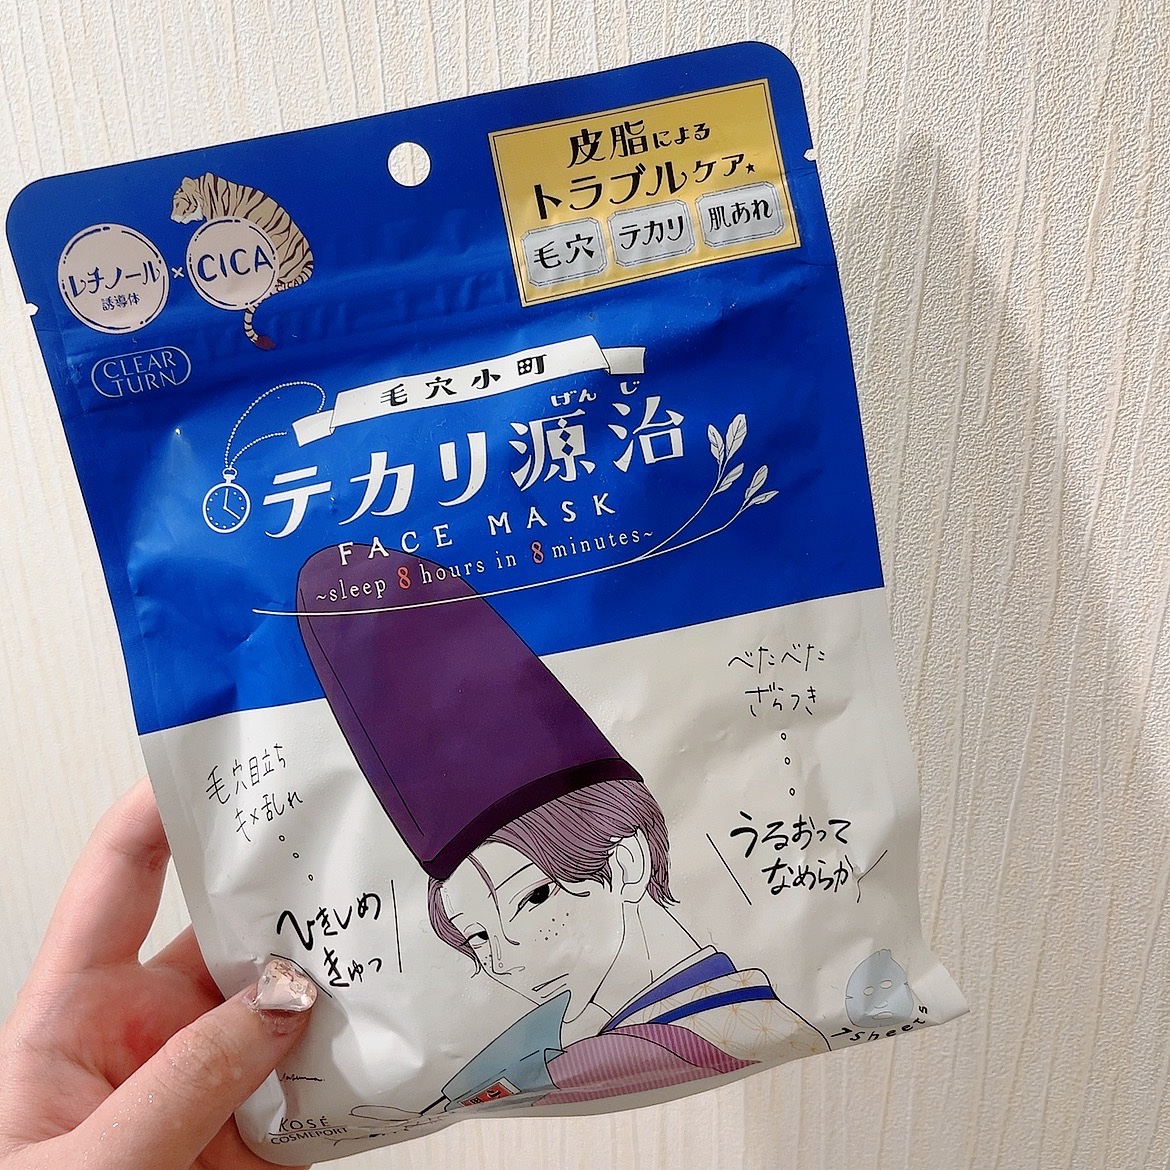 皮脂による
トラブルケア
毛穴
テカリ
肌あれ
レチノール
誘導体
×
CICA
CICA
CLEAR
TURN
毛穴小町
げんじ
テカリ源治
FACE MASK
~sleep 8 hours in 8 minutes~
べたべた
ざらつき
毛穴目立ち
キメ乱れ
うるおって
なめらか
ひきしめ
きゅっ
7sheets
KOSÉ
COSMEPORT